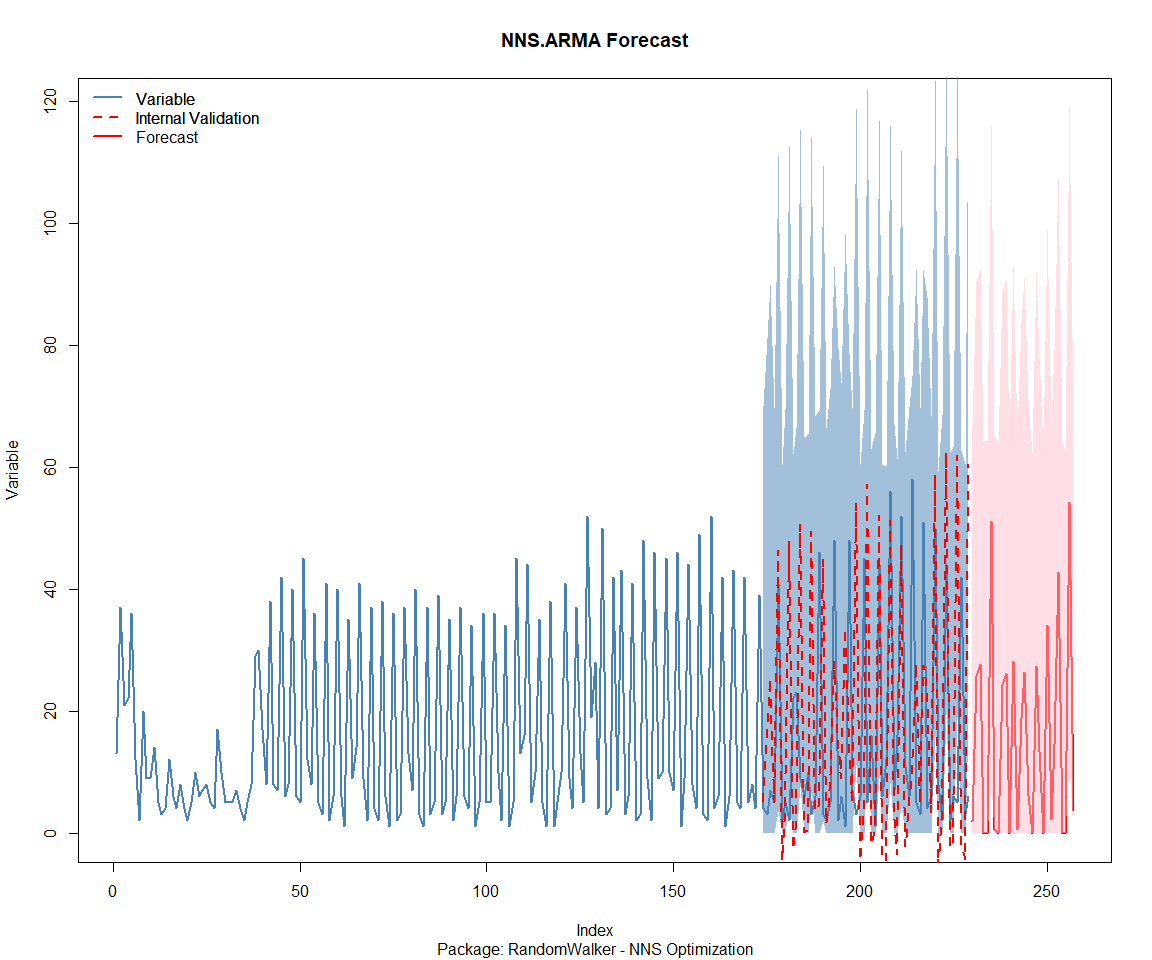 NNS.ARMA Forecast
Variable
Internal Validation
Forecast
120
100
80
60
40
20
0
Variable
0 50 100 150 200 250
Index
Package: RandomWalker - NNS Optimization